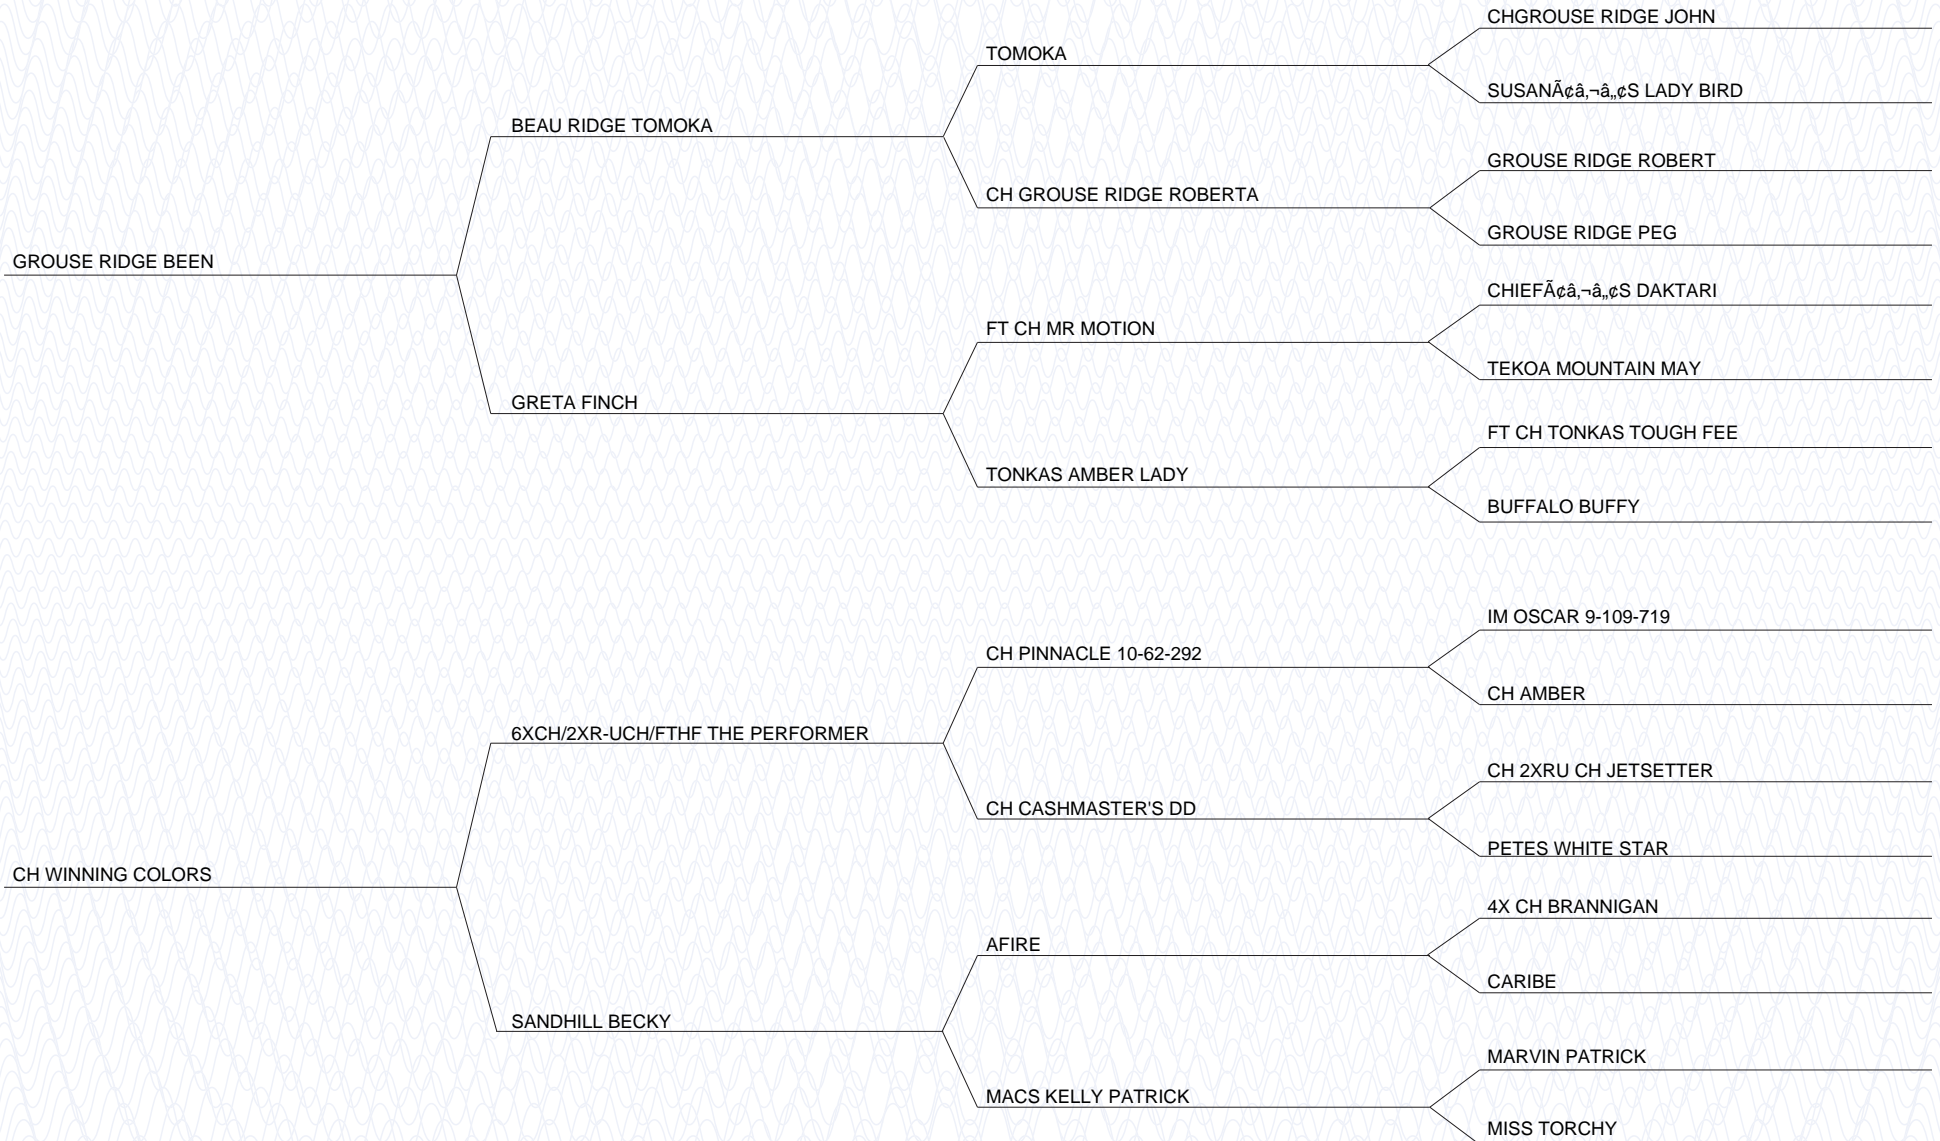 CHGROUSE RIDGE JOHN
TOMOKA
SUSANÃ¢â‚¬â„¢S LADY BIRD
BEAU RIDGE TOMOKA
GROUSE RIDGE ROBERT
CH GROUSE RIDGE ROBERTA
GROUSE RIDGE PEG
GROUSE RIDGE BEEN
CHIEFÃ¢â‚¬â„¢S DAKTARI
FT CH MR MOTION
TEKOA MOUNTAIN MAY
GRETA FINCH
FT CH TONKAS TOUGH FEE
TONKAS AMBER LADY
BUFFALO BUFFY
IM OSCAR 9-109-719
CH PINNACLE 10-62-292
CH AMBER
6XCH/2XR-UCH/FTHF THE PERFORMER
CH 2XRU CH JETSETTER
CH CASHMASTER'S DD
PETES WHITE STAR
CH WINNING COLORS
4X CH BRANNIGAN
AFIRE
CARIBE
SANDHILL BECKY
MARVIN PATRICK
MACS KELLY PATRICK
MISS TORCHY